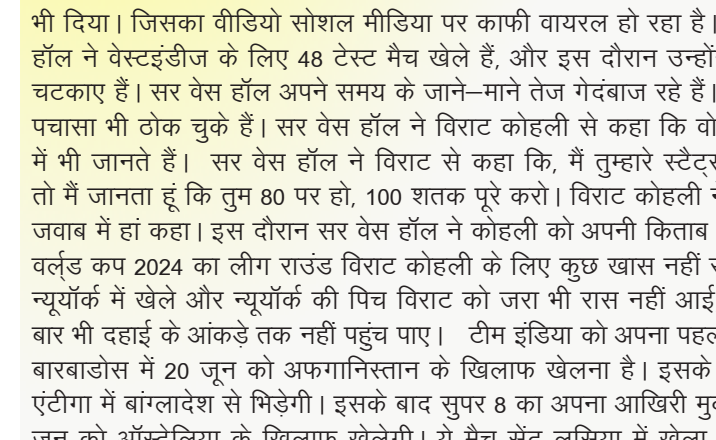 भी दिया। जिसका वीडियो सोशल मीडिया पर काफी वायरल हो रहा है।
हॉल ने वेस्टइंडीज के लिए 48 टेस्ट मैच खेले हैं, और इस दौरान
चटकाए हैं। सर वेस हॉल अपने समय के जाने–माने तेज गेदंबाज रहे हैं।
पचासा भी ठोक चुके हैं। सर वेस हॉल ने विराट कोहली से कहा कि वो
में भी जानते हैं। सर वेस हॉल ने विराट से कहा कि, मैं तुम्हारे
तो मैं जानता हूं कि तुम 80 पर हो, 100 शतक पूरे करो। विराट कोहली
जवाब में हां कहा। इस दौरान सर वेस हॉल ने कोहली को अपनी किताब
वर्ल्ड कप 2024 का लीग राउंड विराट कोहली के लिए कुछ खास नहीं
न्यूयॉर्क में खेले और न्यूयॉर्क की पिच विराट को जरा भी रास नहीं आई
बार भी दहाई के आंकड़े तक नहीं पहुंच पाए। टीम इंडिया को अपना
बारबाडोस में 20 जून को अफगानिस्तान के खिलाफ खेलना है। इसके
एंटीगा में बांग्लादेश से भिड़ेगी। इसके बाद सुपर 8 का अपना आखिरी
जून को ऑस्ट्रेलिया के खिलाफ खेलेगी। ये मैच सेंट लूसिया में खेला